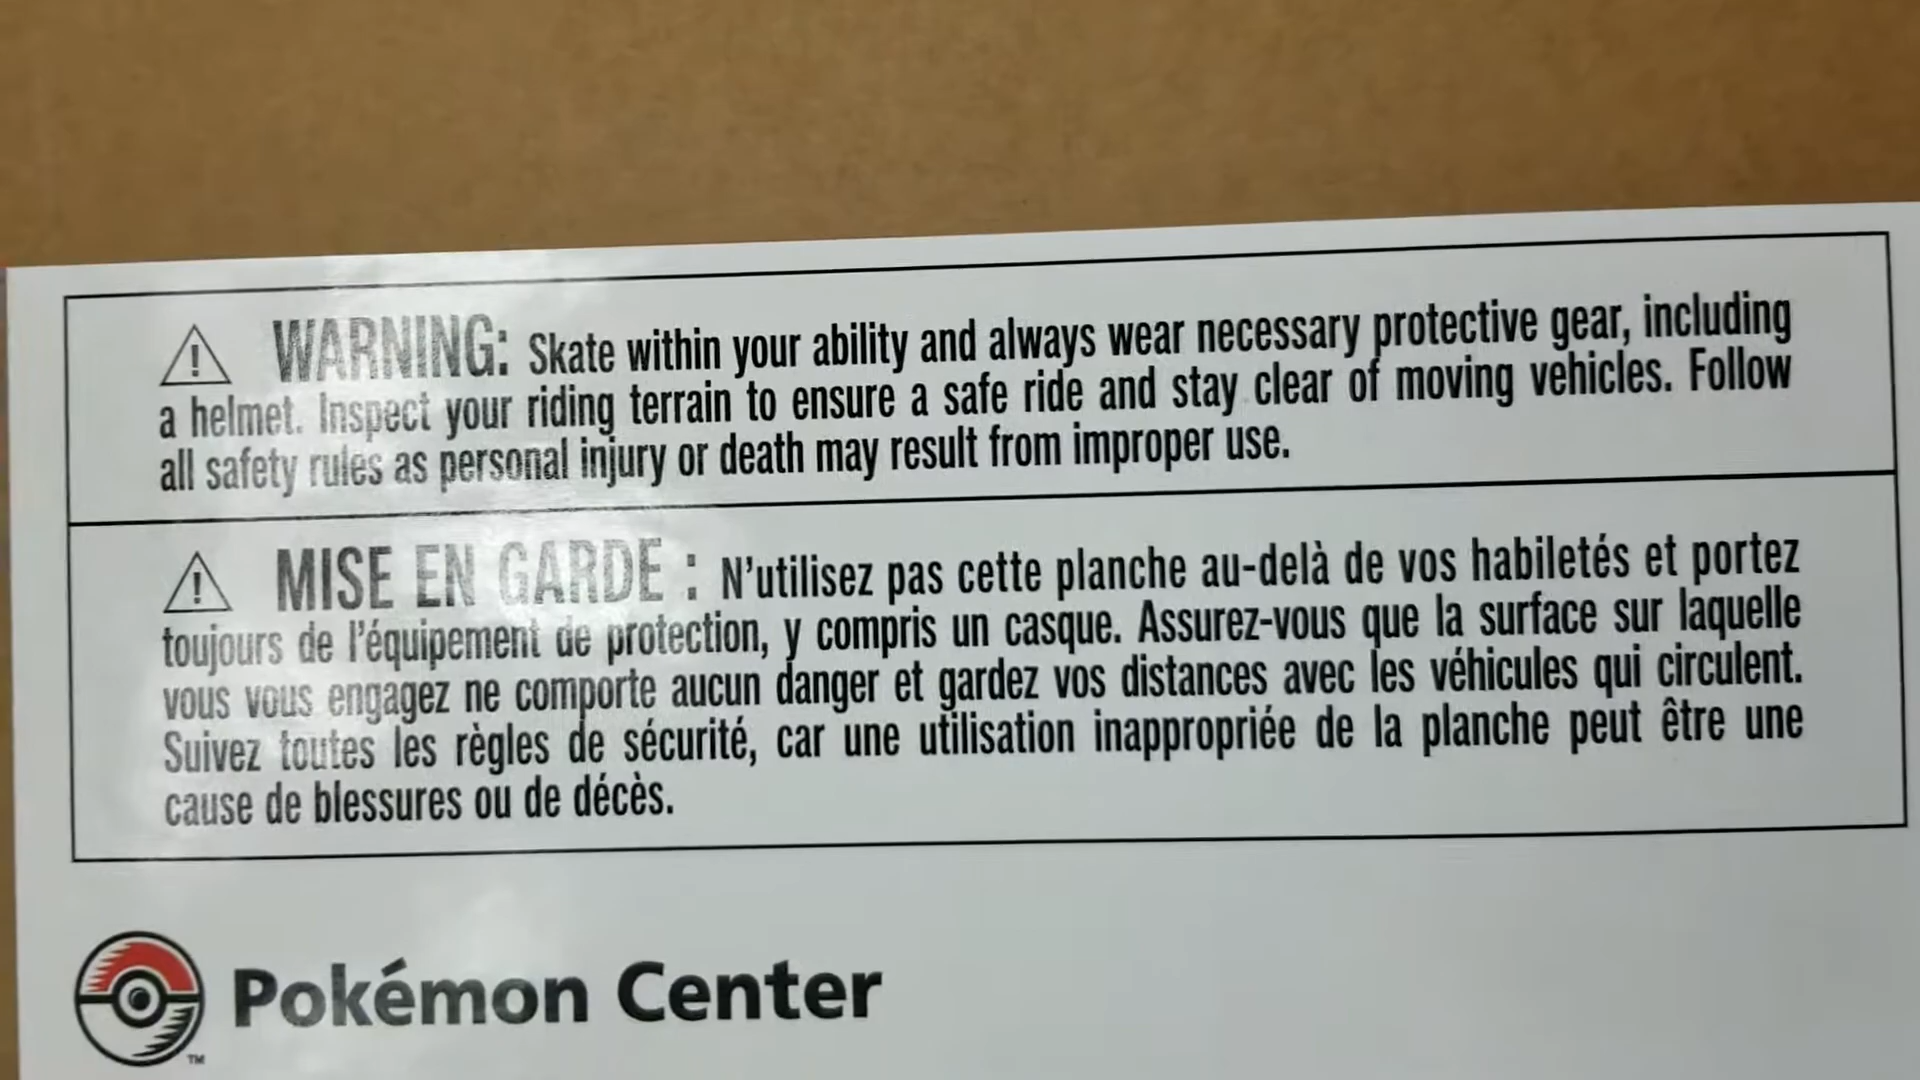 WARNING: Skate within your ability and always wear necessary protective gear, including
a helmet. Inspect your riding terrain to ensure a safe ride and stay clear of moving vehicles. Follow
all safety rules as personal injury or death may result from improper use.
MISE EN GARDE : N'utilisez pas cette planche au-delà de vos habiletés et portez
toujours de l'équipement de protection, y compris un casque. Assurez-vous que la surface sur laquelle
vous vous engagez ne comporte aucun danger et gardez vos distances avec les véhicules qui circulent.
Suivez toutes les règles de sécurité, car une utilisation inappropriée de la planche peut être une
cause de blessures ou de décès.
Pokémon Center
TM